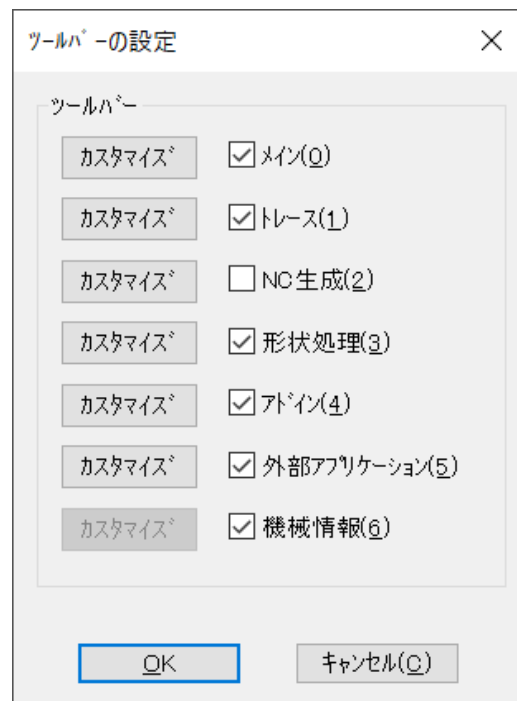 ﾂｰﾙﾊﾞｰの設定
ﾂｰﾙﾊﾞｰ
ｶｽﾀﾏｲｽﾞ ﾒｲﾝ(0)
ｶｽﾀﾏｲｽﾞ ﾄﾚｰｽ(1)
ｶｽﾀﾏｲｽﾞ NC生成(2)
ｶｽﾀﾏｲｽﾞ 形状処理(3)
ｶｽﾀﾏｲｽﾞ ｱﾄﾞｲﾝ(4)
ｶｽﾀﾏｲｽﾞ 外部ｱﾌﾟﾘｹｰｼｮﾝ(5)
ｶｽﾀﾏｲｽﾞ 機械情報(6)
OK ｷｬﾝｾﾙ(C)